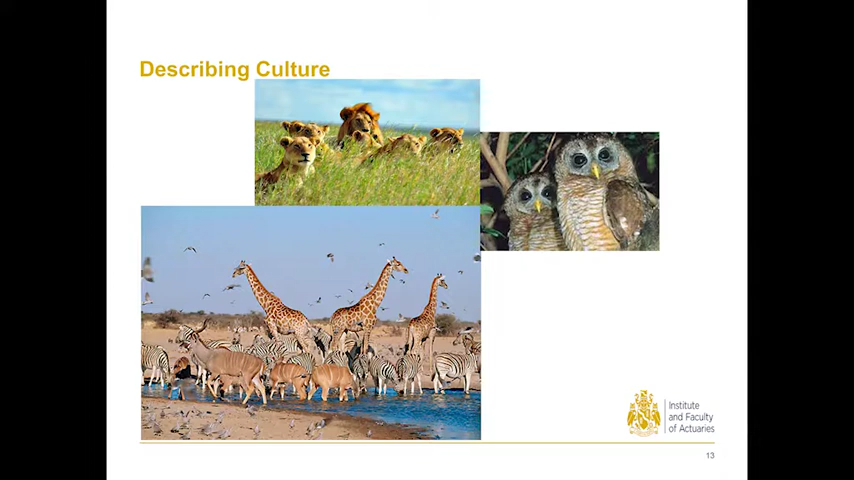 Describing Culture
Institute
and Faculty
of Actuaries
13